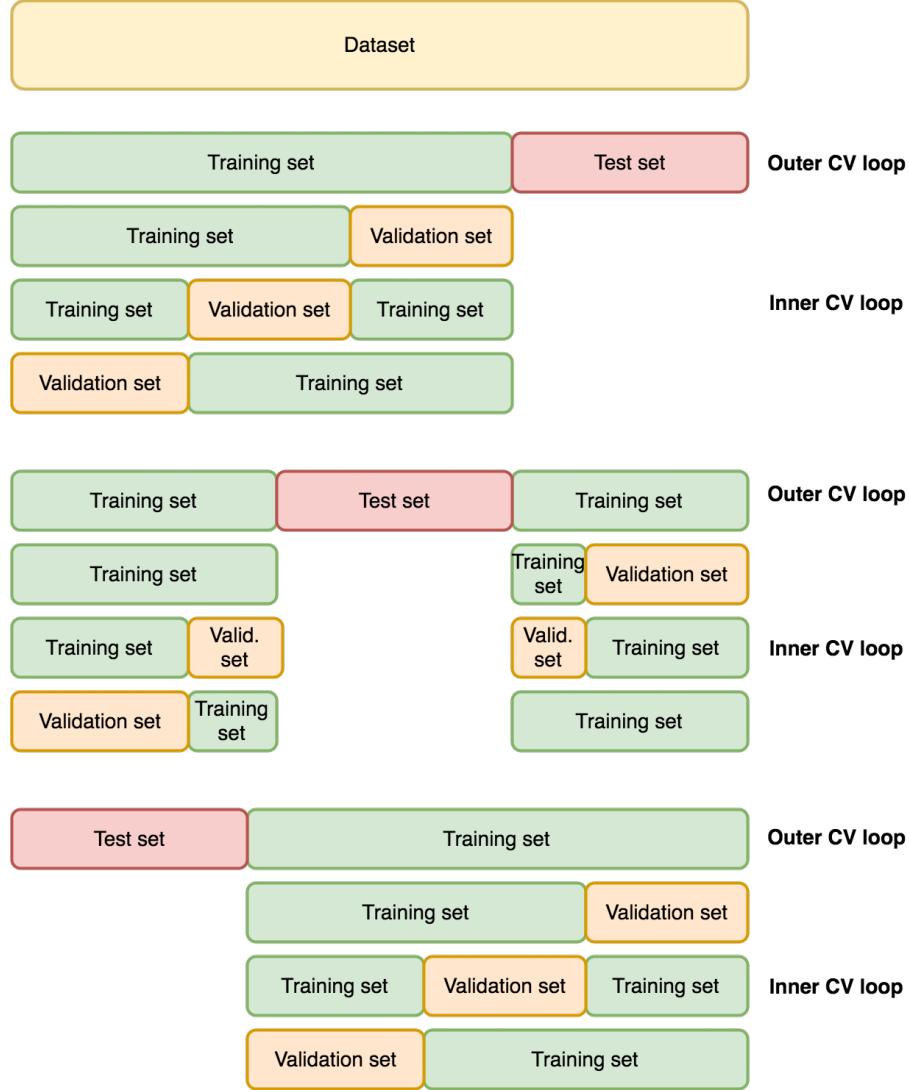 Dataset
Training set
Test set
Outer CV loop
Training set
Validation set
Training set
Validation set
Training set
Inner CV loop
Validation set
Training set
Training set
Test set
Training set
Outer CV loop
Training set
Training
set
Validation set
Training set
Valid.
set
Valid.
set
Training set
Inner CV loop
Validation set
Training
set
Training set
Test set
Training set
Outer CV loop
Training set
Validation set
Training set
Validation set
Training set
Inner CV loop
Validation set
Training set